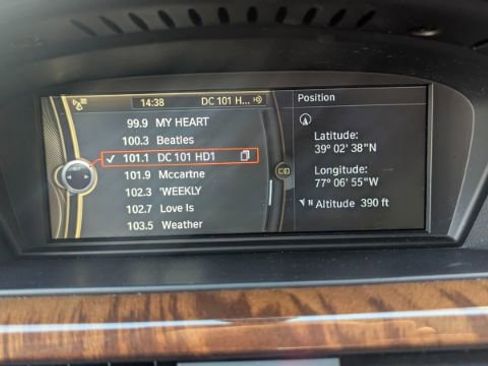 14:38 DC 101 H...
Position
99.9 MY HEART
100.3 Beatles
101.1 DC 101 HD1
101.9 Mccartne
102.3 'WEEKLY
102.7 Love Is
103.5 Weather
Latitude:
39° 02' 38"N
Longitude:
77° 06' 55"W
N Altitude 390 ft